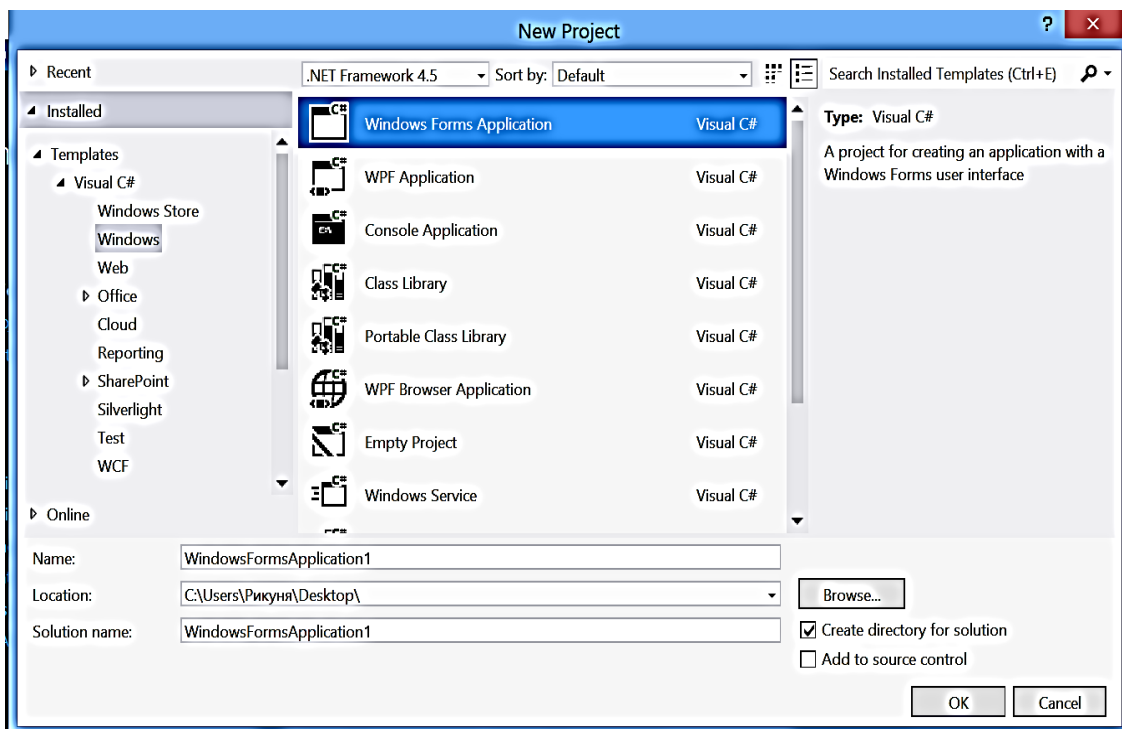 New Project
?
Recent
.NET Framework 4.5
Sort by: Default
Search Installed Templates (Ctrl+E)
Installed
Templates
Visual C#
Windows Store
Windows
Web
Office
Cloud
Reporting
SharePoint
Silverlight
Test
WCF
Online
C# Windows Forms Application Visual C#
C# WPF Application Visual C#
C# Console Application Visual C#
C# Class Library Visual C#
C# Portable Class Library Visual C#
C# WPF Browser Application Visual C#
C# Empty Project Visual C#
C# Windows Service Visual C#
Type: Visual C#
A project for creating an application with a
Windows Forms user interface
Name: WindowsFormsApplication1
Location: C:\Users\Рикуня\Desktop\
Browse...
Solution name: WindowsFormsApplication1
Create directory for solution
Add to source control
OK Cancel